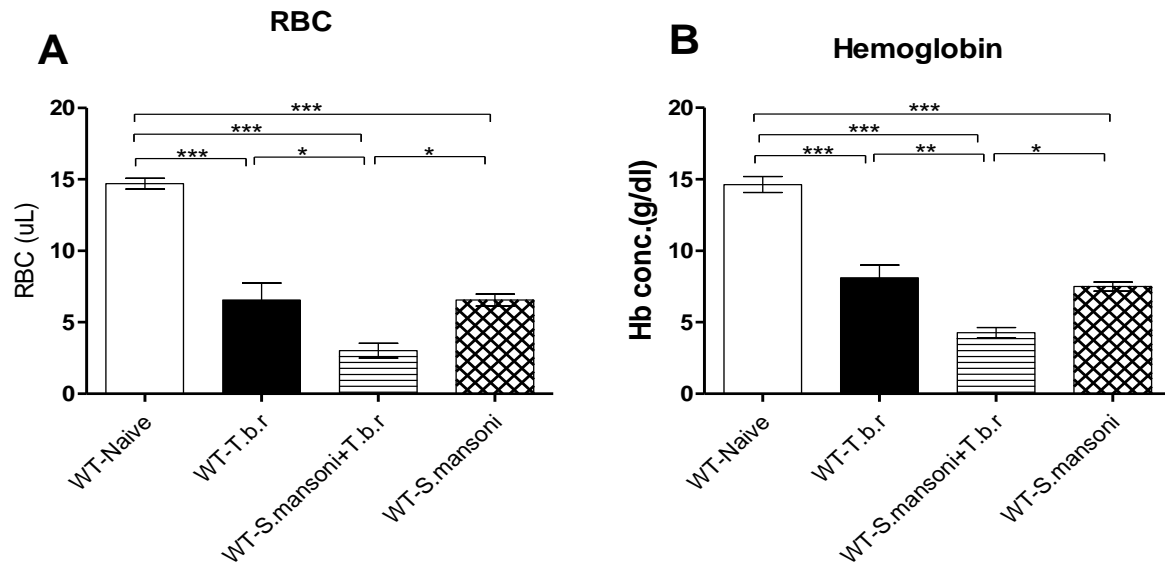 RBC
A
***
***
***
*
*
20
15
10
5
0
RBC (uL)
WT-Naive
WT-T.b.r
WT-S.mansoni+T.b.r
WT-S.mansoni
B
Hemoglobin
***
***
***
**
*
20
15
10
5
0
Hb conc.(g/dl)
WT-Naive
WT-T.b.r
WT-S.mansoni+T.b.r
WT-S.mansoni